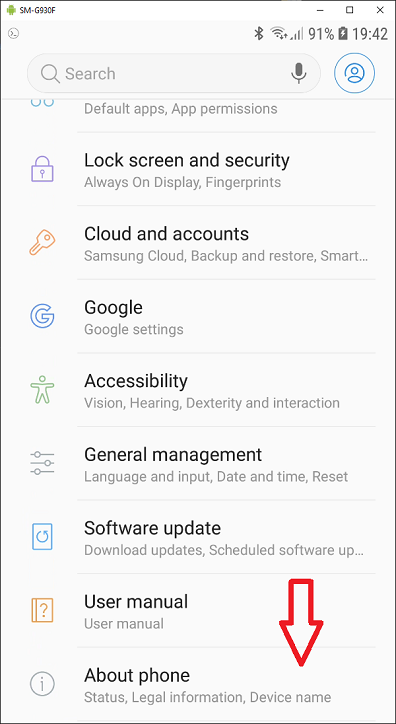 SM-G930F
91% 19:42
Search
Default apps, App permissions
Lock screen and security
Always On Display, Fingerprints
Cloud and accounts
Samsung Cloud, Backup and restore, Smart...
Google
Google settings
Accessibility
Vision, Hearing, Dexterity and interaction
General management
Language and input, Date and time, Reset
Software update
Download updates, Scheduled software up...
User manual
User manual
About phone
Status, Legal information, Device name